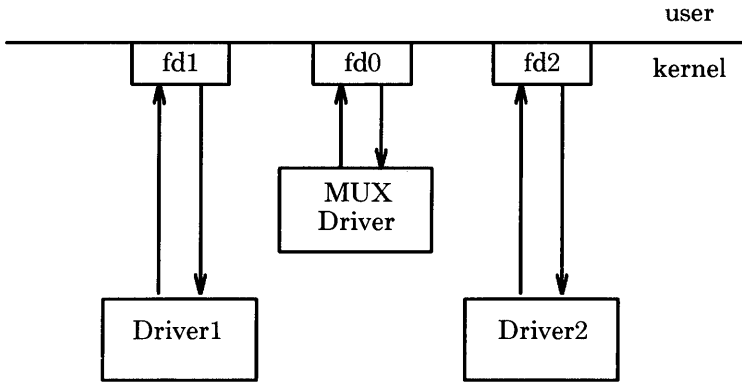 user
fd1
fd0
fd2
kernel
MUX
Driver
Driver1
Driver2